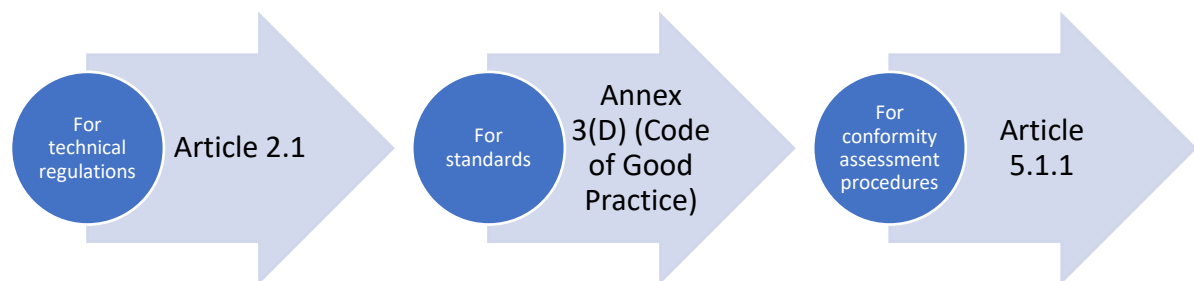 For
technical
regulations
Article 2.1
For
standards
Annex
3(D) (Code
of Good
Practice)
For
conformity
assessment
procedures
Article
5.1.1